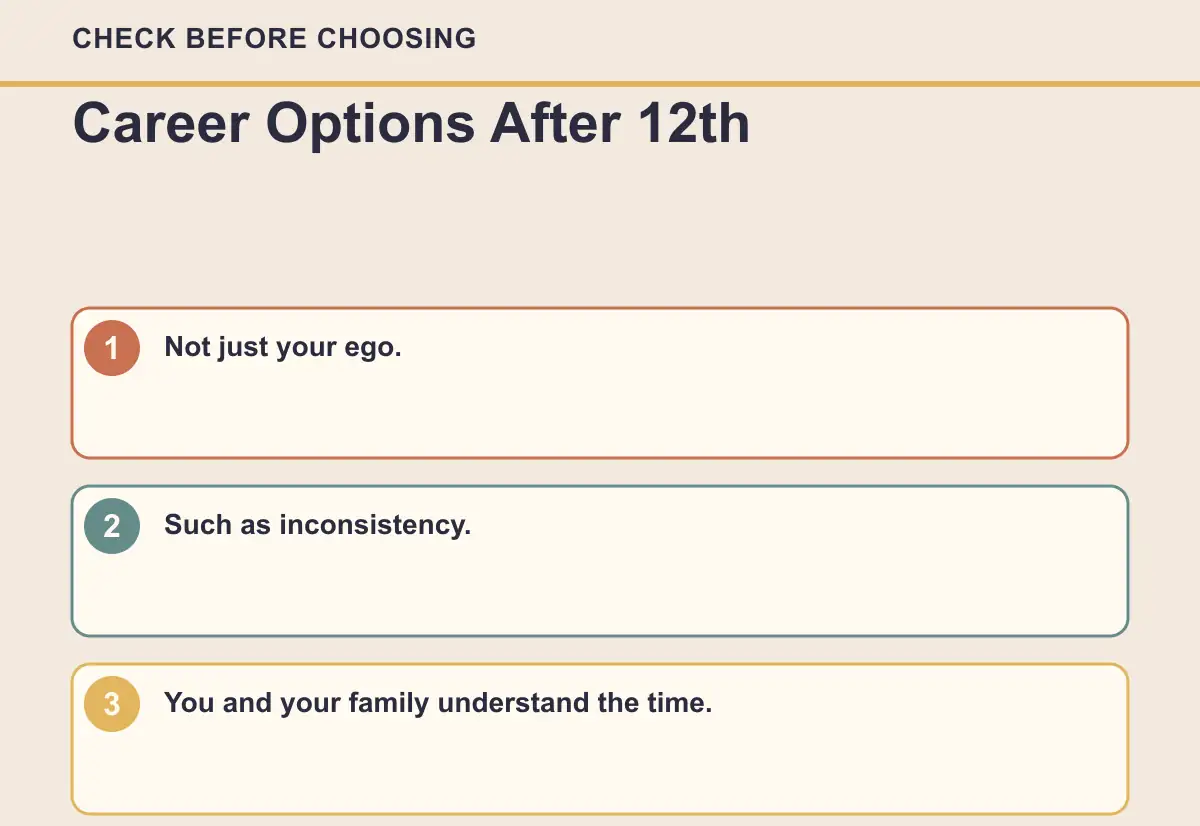 CHECK BEFORE CHOOSING
Career Options After 12th
1 Not just your ego.
2 Such as inconsistency.
3 You and your family understand the time.